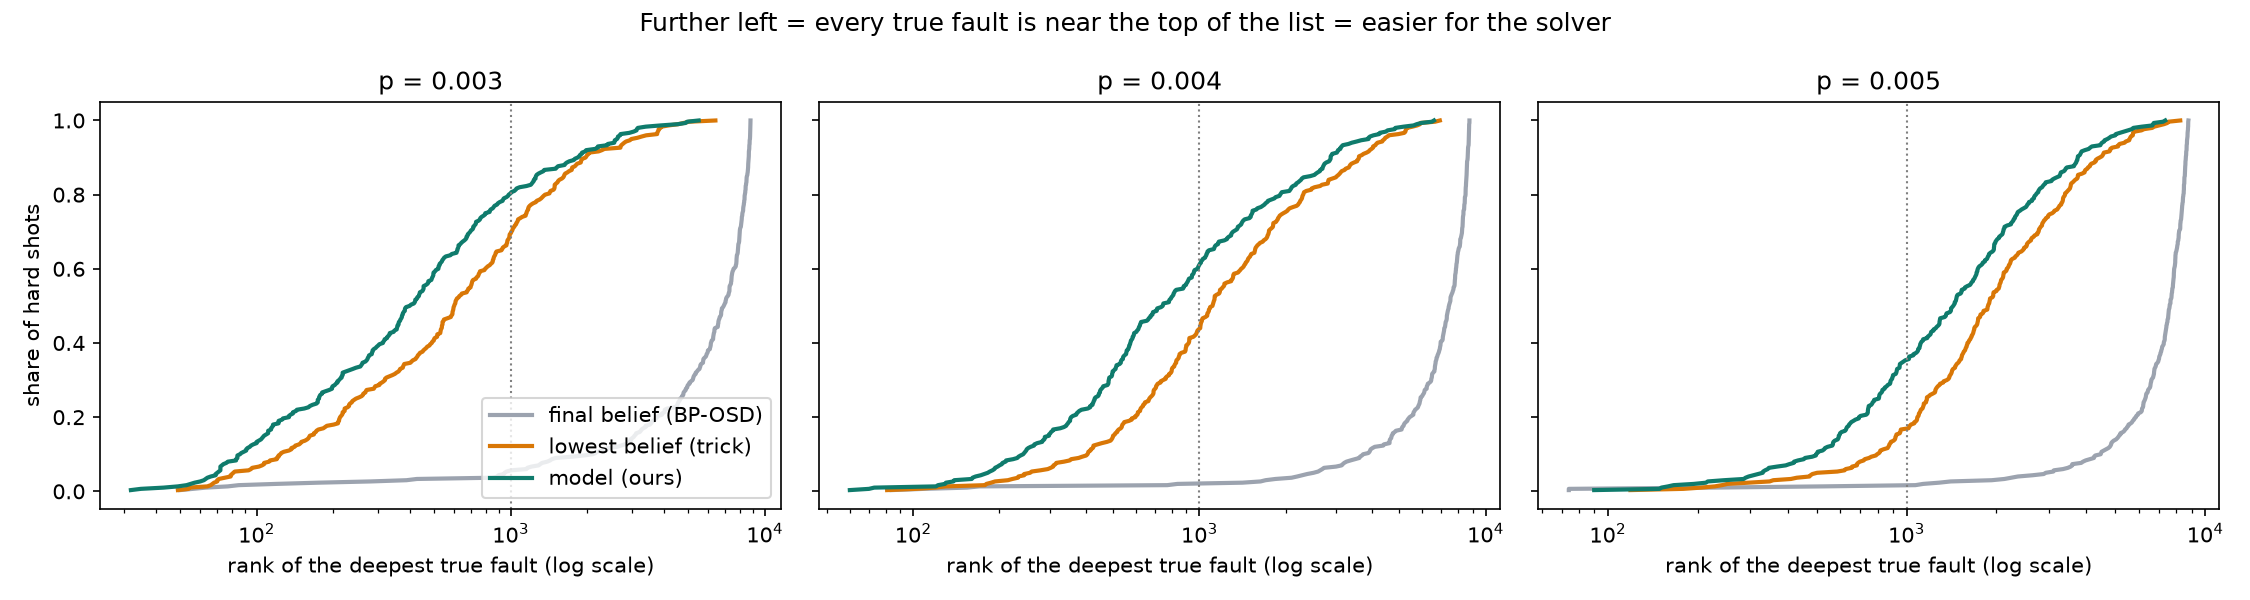 Further left = every true fault is near the top of the list = easier for the solver
p = 0.003
p = 0.004
p = 0.005
share of hard shots
1.0
0.8
0.6
0.4
0.2
0.0
final belief (BP-OSD)
lowest belief (trick)
model (ours)
10² 10³ 10⁴
10² 10³ 10⁴
10² 10³ 10⁴
rank of the deepest true fault (log scale)
rank of the deepest true fault (log scale)
rank of the deepest true fault (log scale)